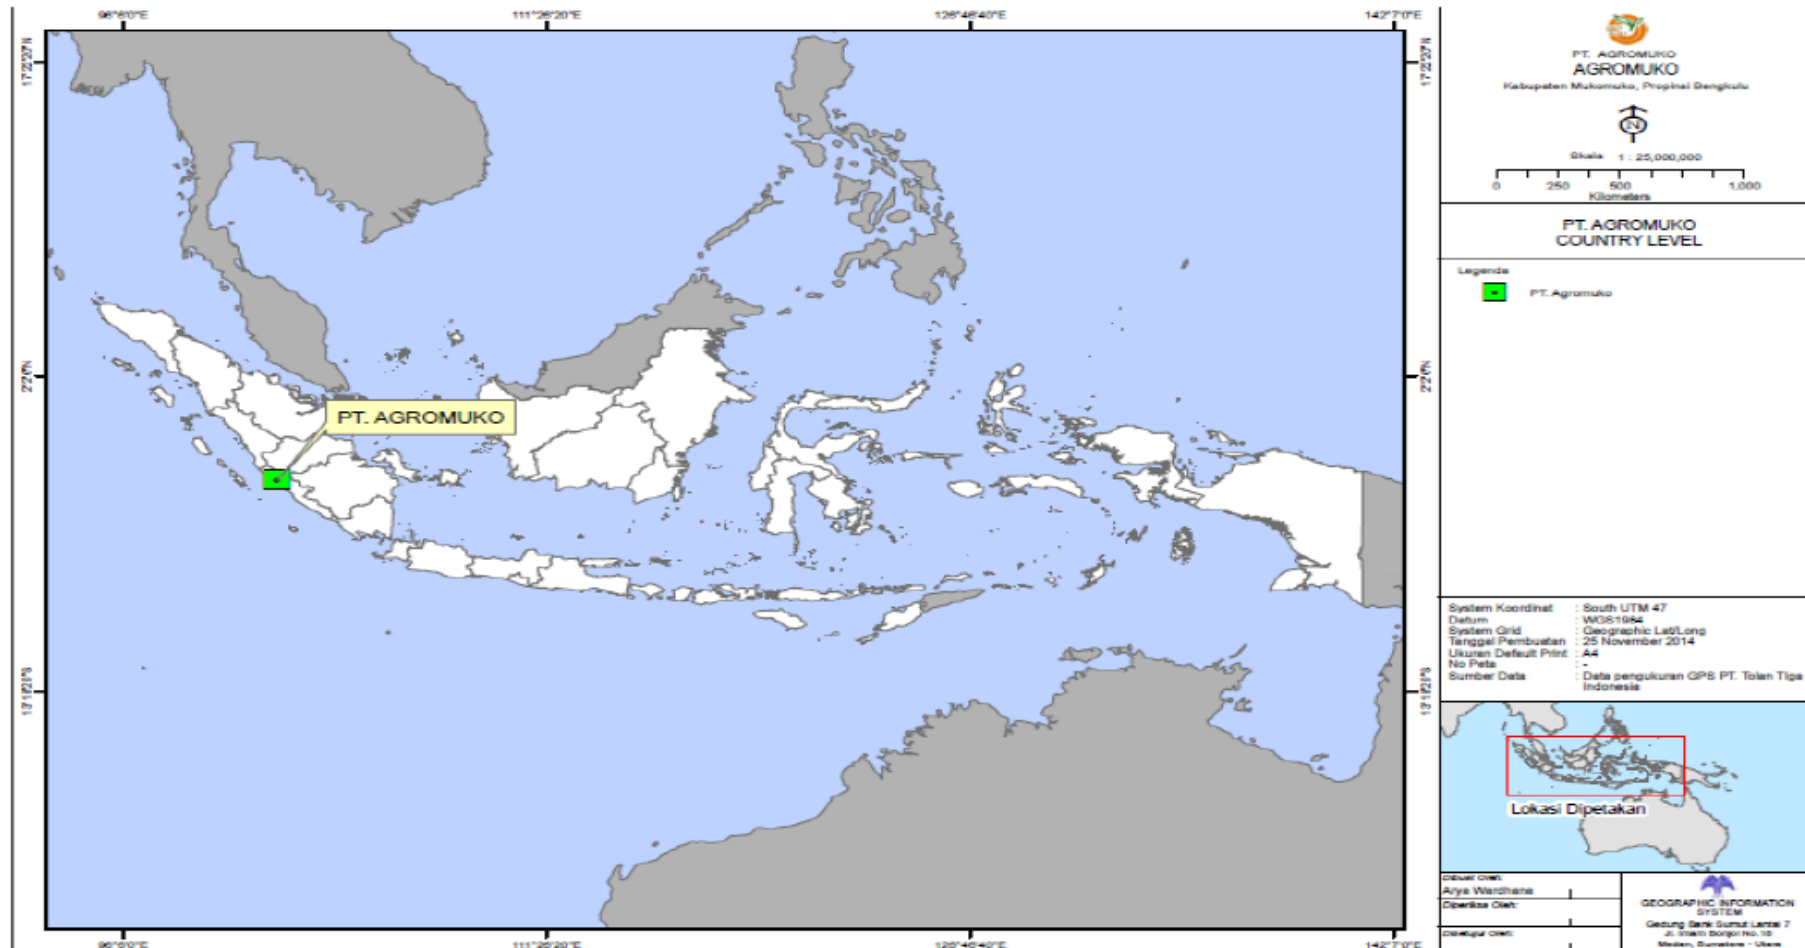 96°6'0"E
111°26'20"E
126°46'40"E
142°7'0"E
2°2'0"N
2°2'0"N
PT. AGROMUKO
96°6'0"E
111°26'20"E
126°46'40"E
142°7'0"E
PT. AGROMUKO
AGROMUKO
Kabupaten Mukomuko, Propinsi Bengkulu
N
Skala 1 : 25,000,000
0 250 500 1.000
Kilometers
PT. AGROMUKO
COUNTRY LEVEL
Legenda
PT. Agromuko
System Koordinat : South UTM 47
Datum : WGS1984
System Grid : Geographic Lat/Long
Tanggal Pembuatan : 25 November 2014
Ukuran Default Print : A4
No Peta : -
Sumber Data : Data pengukuran GPS PT. Tolan Tiga
Indonesia
Lokasi Dipetakan
Dibuat Oleh:
Arya Wardhana
Diperiksa Oleh:
Disetujui Oleh:
GEOGRAPHIC INFORMATION
SYSTEM
Gedung Bank Sumut Lantai 7
Jl. Imam Bonjol No. 18
Medan, Sumatera - Utara